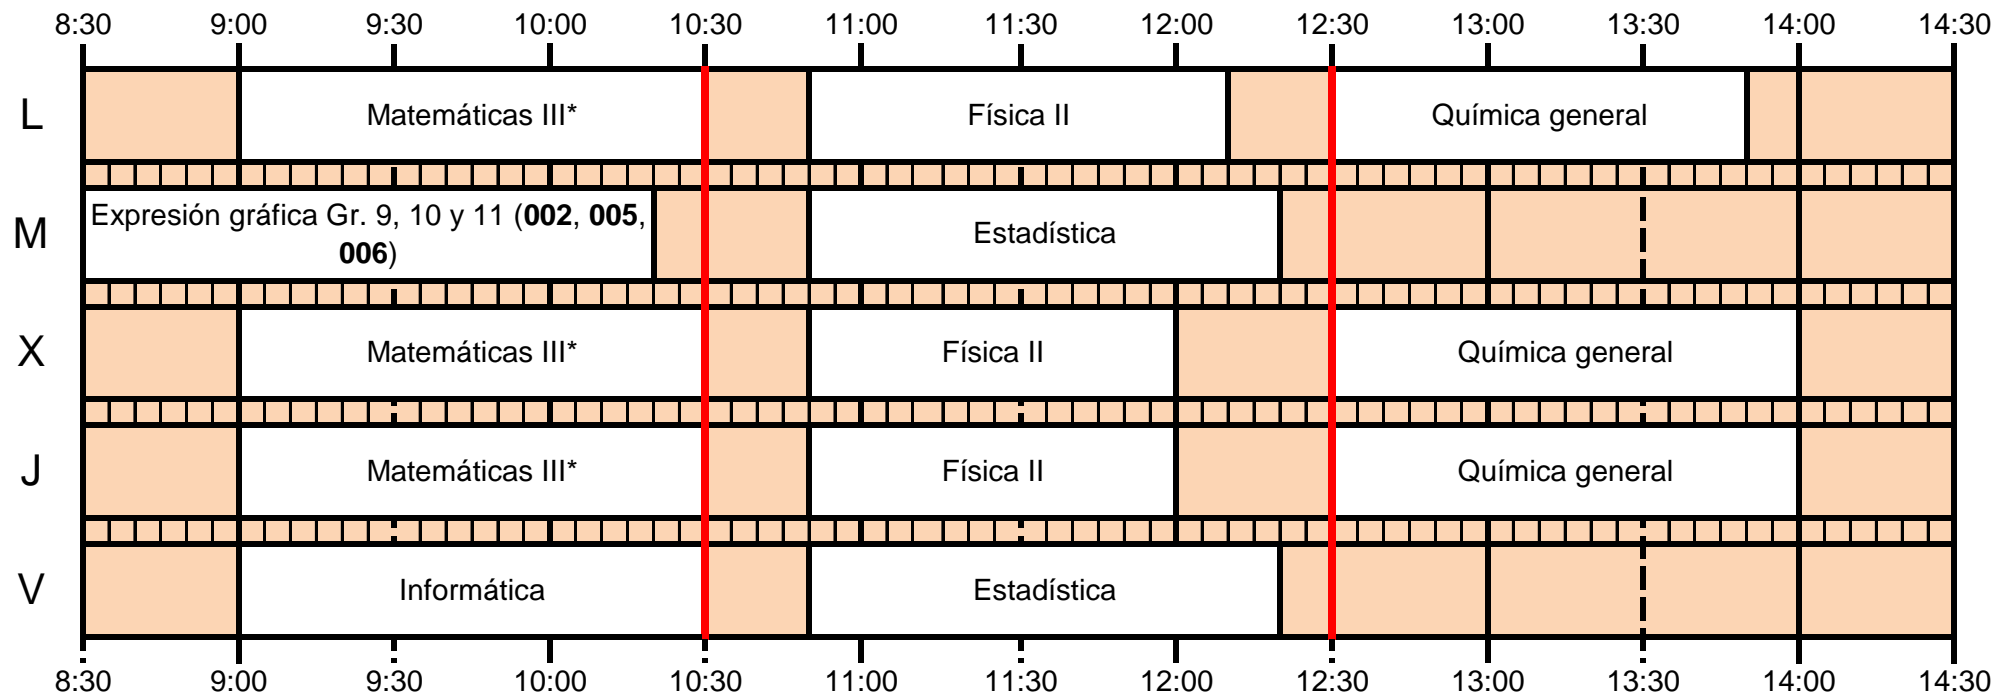 8:30 9:00 9:30 10:00 10:30 11:00 11:30 12:00 12:30 13:00 13:30 14:00 14:30
L Matemáticas III* Física II Química general
M Expresión gráfica Gr. 9, 10 y 11 (002, 005,
006) Estadística
X Matemáticas III* Física II Química general
J Matemáticas III* Física II Química general
V Informática Estadística
8:30 9:00 9:30 10:00 10:30 11:00 11:30 12:00 12:30 13:00 13:30 14:00 14:30